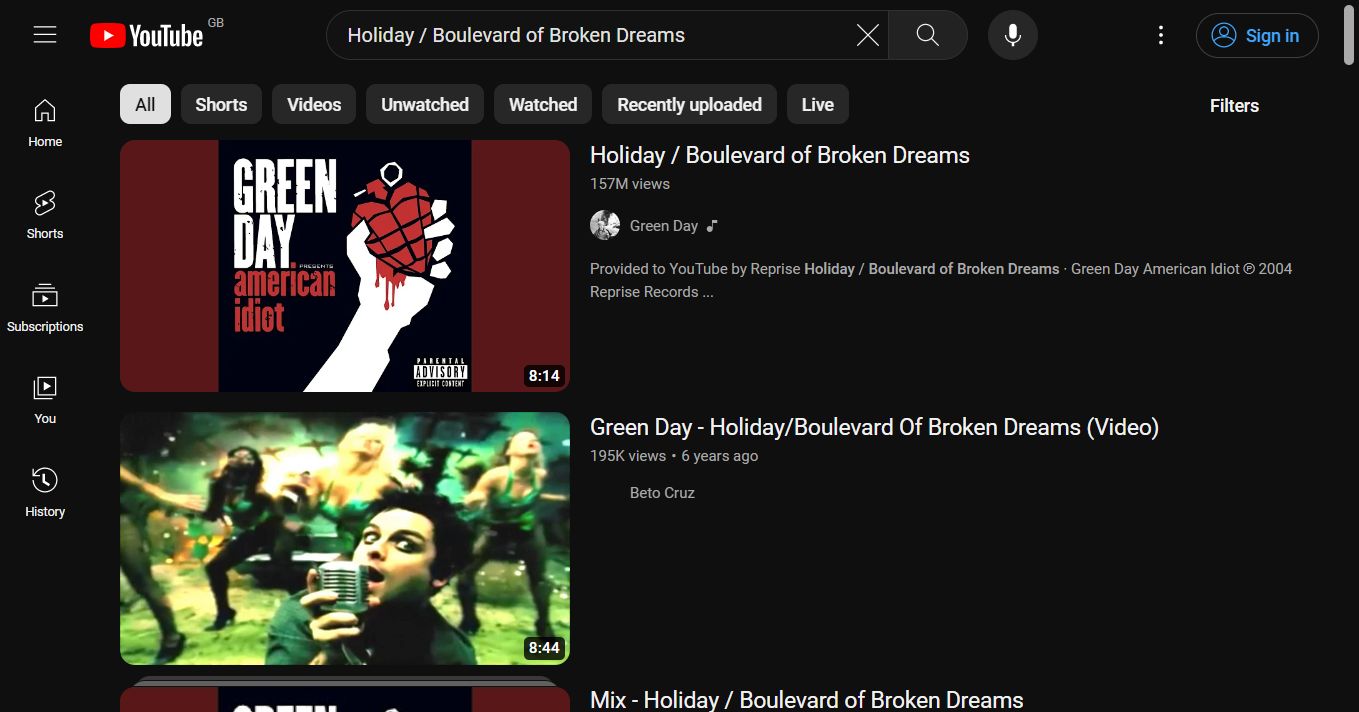 YouTube GB
Holiday / Boulevard of Broken Dreams
Sign in
All
Shorts
Videos
Unwatched
Watched
Recently uploaded
Live
Filters
Home
Shorts
Subscriptions
You
History
GREEN
DAY
PRESENTS
american
idiot
PARENTAL
ADVISORY
EXPLICIT CONTENT
8:14
Holiday / Boulevard of Broken Dreams
157M views
Green Day
Provided to YouTube by Reprise Holiday / Boulevard of Broken Dreams · Green Day American Idiot ℗ 2004
Reprise Records ...
8:44
Green Day - Holiday/Boulevard Of Broken Dreams (Video)
195K views • 6 years ago
Beto Cruz
GREEN
Mix - Holiday / Boulevard of Broken Dreams